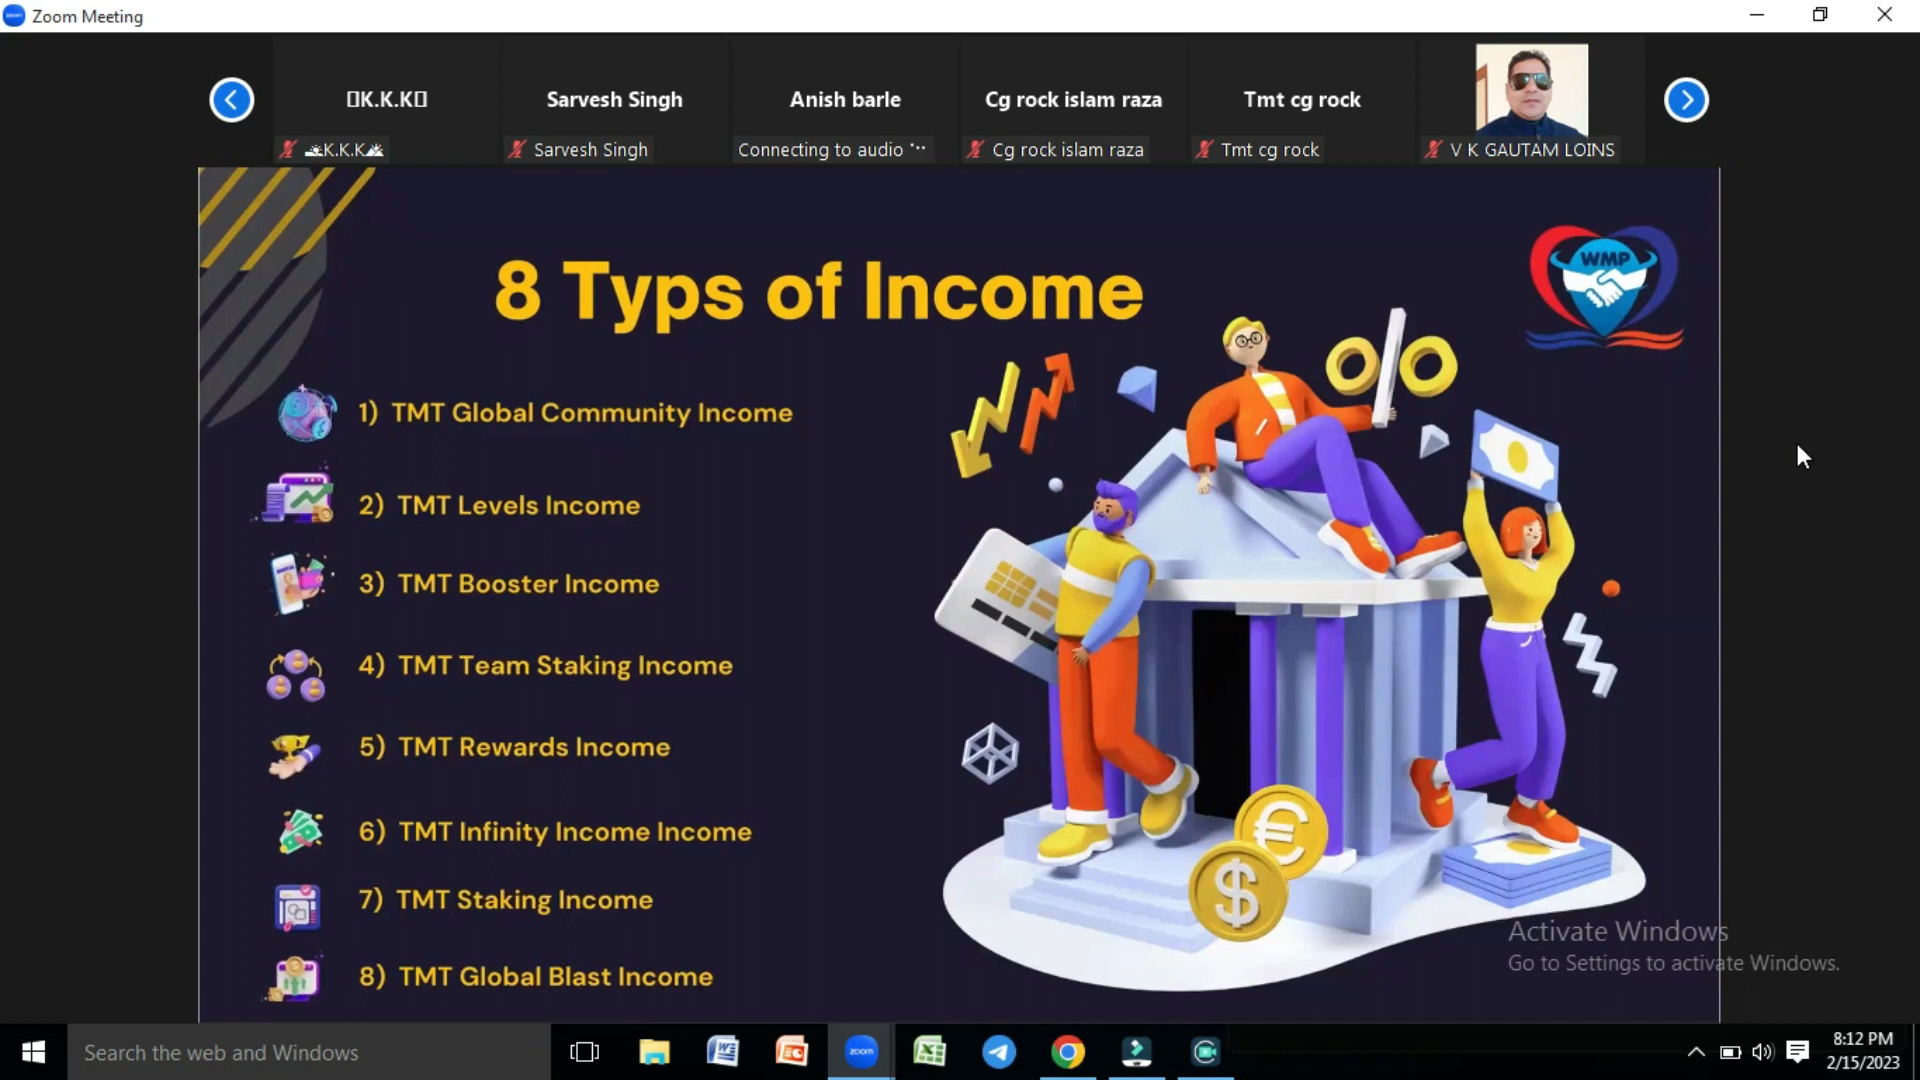 Zoom Meeting
K.K.K
Sarvesh Singh
Anish barle
Cg rock islam raza
Tmt cg rock
K.K.K
Sarvesh Singh
Connecting to audio ...
Cg rock islam raza
Tmt cg rock
V K GAUTAM LOINS
WMP
8 Typs of Income
1) TMT Global Community Income
2) TMT Levels Income
3) TMT Booster Income
4) TMT Team Staking Income
5) TMT Rewards Income
6) TMT Infinity Income Income
7) TMT Staking Income
8) TMT Global Blast Income
€
$
Activate Windows
Go to Settings to activate Windows.
Search the web and Windows
zoom
8:12 PM
2/15/2023